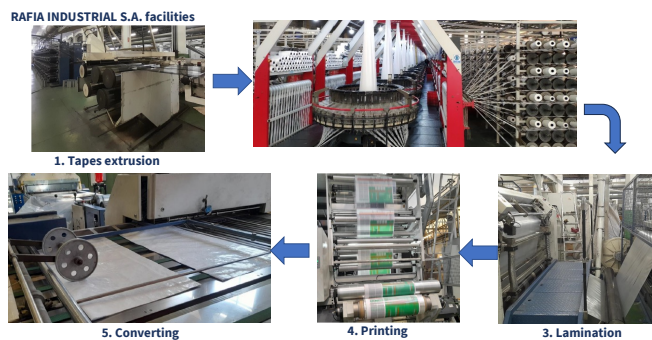 RAFIA INDUSTRIAL S.A. facilities
1. Tapes extrusion
5. Converting
4. Printing
3. Lamination